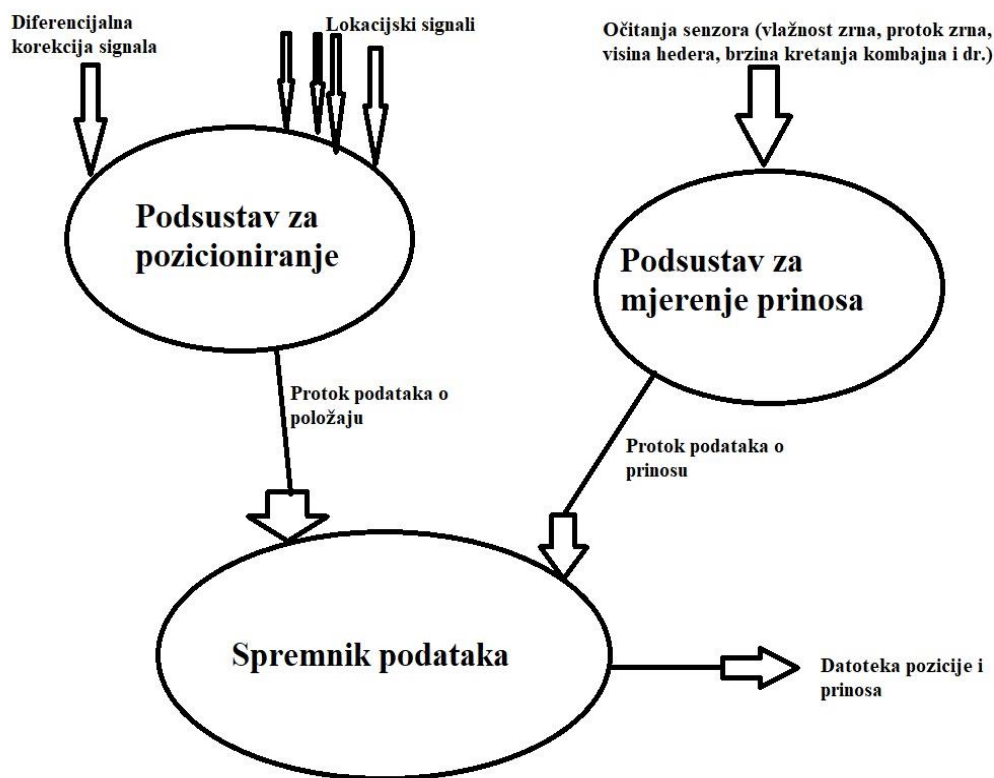 Diferencijalna
korekcija signala
Lokacijski signali
Očitanja senzora (vlažnost zrna, protok zrna,
visina hedera, brzina kretanja kombajna i dr.)
Podsustav za
pozicioniranje
Podsustav za
mjerenje prinosa
Protok podataka o
položaju
Protok podataka o
prinosu
Spremnik podataka
Datoteka pozicije i
prinosa